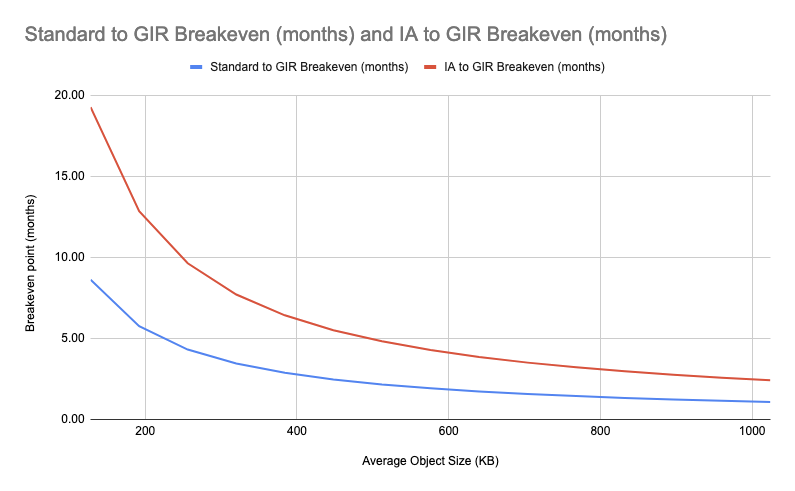 Standard to GIR Breakeven (months) and IA to GIR Breakeven (months)
Standard to GIR Breakeven (months) IA to GIR Breakeven (months)
20.00
15.00
10.00
5.00
0.00
Breakeven point (months)
200 400 600 800 1000
Average Object Size (KB)